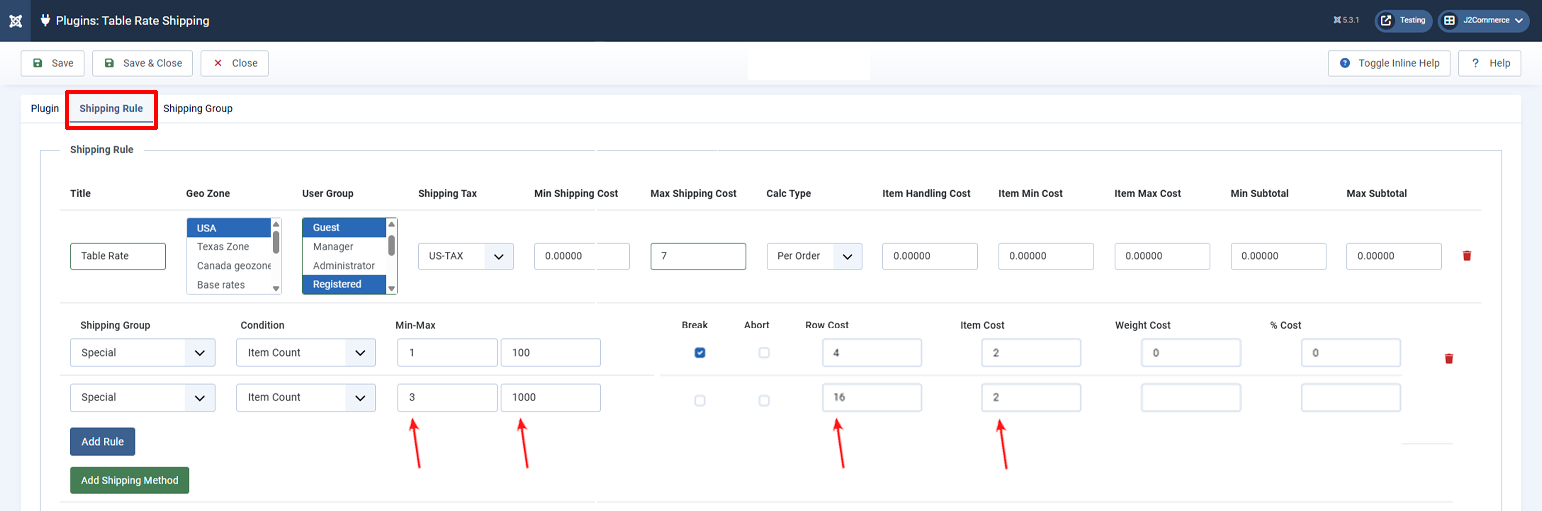 Plugins: Table Rate Shipping 5.3.1 Testing J2Commerce
Save Save & Close Close Toggle Inline Help ? Help
Plugin Shipping Rule Shipping Group
Shipping Rule
Title Geo Zone User Group Shipping Tax Min Shipping Cost Max Shipping Cost Calc Type Item Handling Cost Item Min Cost Item Max Cost Min Subtotal Max Subtotal
USA Guest
Texas Zone Manager
Table Rate US-TAX 0.00000 7 Per Order 0.00000 0.00000 0.00000 0.00000 0.00000
Canada geozone Administrator
Base rates Registered
Shipping Group Condition Min-Max Break Abort Row Cost Item Cost Weight Cost % Cost
Special Item Count 1 100 4 2 0 0
Special Item Count 3 1000 16 2
Add Rule
Add Shipping Method